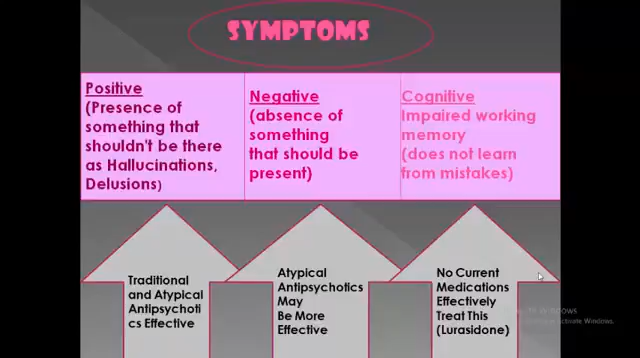 SYMPTOMS
Positive
(Presence of
something that
shouldn't be there
as Hallucinations,
Delusions)
Negative
(absence of
something
that should be
present)
Cognitive
Impaired working
memory
(does not learn
from mistakes)
Traditional
and Atypical
Antipsychoti
cs Effective
Atypical
Antipsychotics
May
Be More
Effective
No Current
Medications
Effectively
Treat This
(Lurasidone)
Activate Windows.